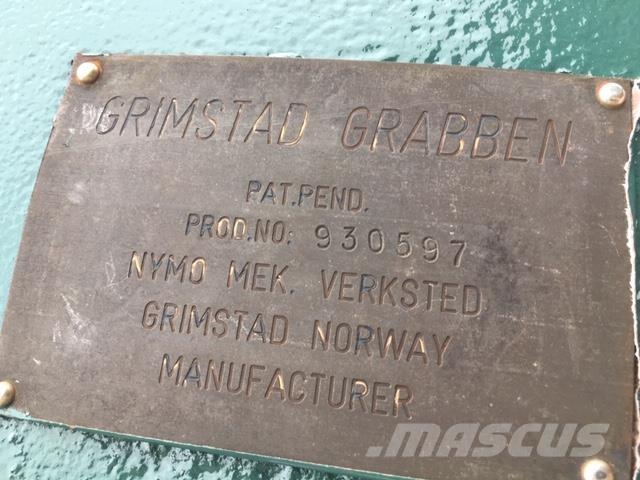 GRIMSTAD GRABBEN
PAT.PEND.
PROD.NO: 930597
NYMO MEK. VERKSTED
GRIMSTAD NORWAY
MANUFACTURER
MASCUS